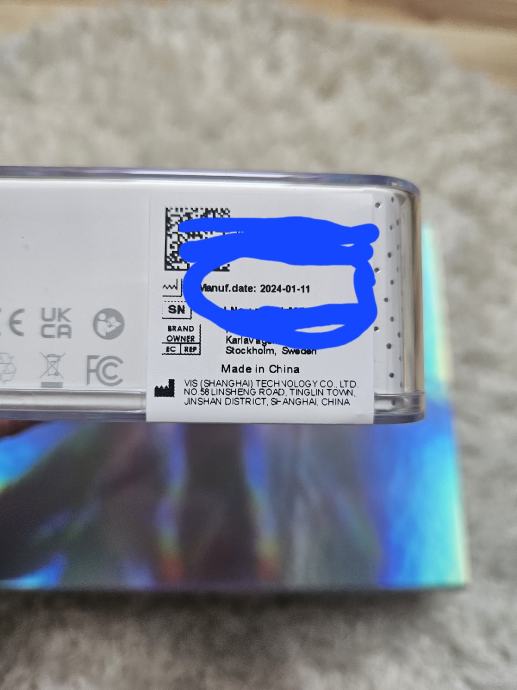 Manuf.date: 2024-01-11
SN
BRAND
OWNER
EC REP
Stockholm, Sweden
Made in China
VIS (SHANGHAI) TECHNOLOGY CO., LTD.
NO.58 LINSHENG ROAD, TINGLIN TOWN,
JINSHAN DISTRICT, SHANGHAI, CHINA
CE
UK
CA
FC